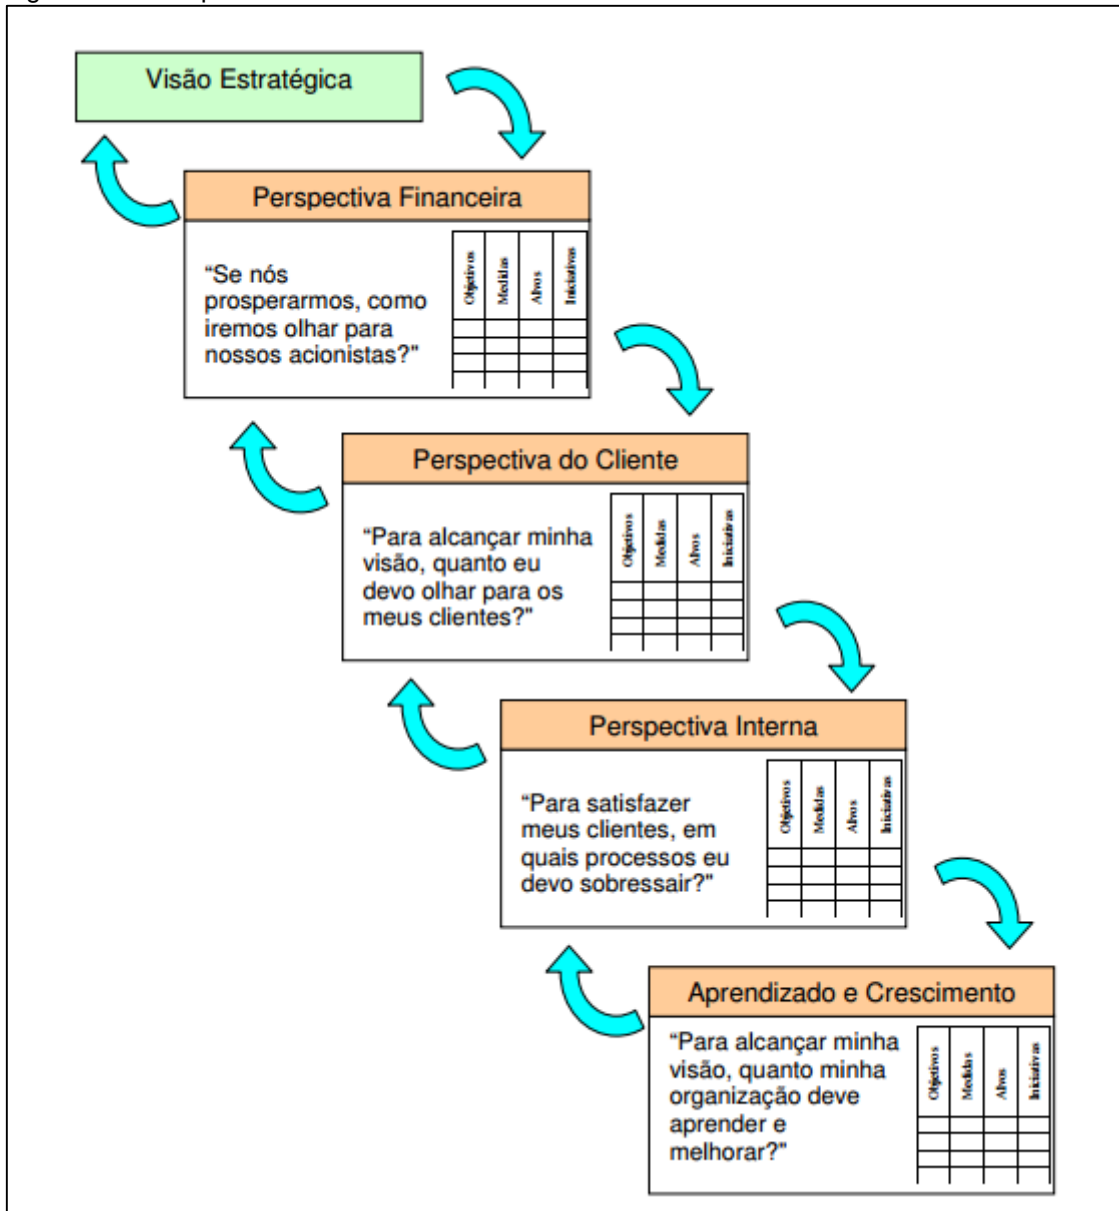 Visão Estratégica
Perspectiva Financeira
“Se nós
prosperarmos, como
iremos olhar para
nossos acionistas?"
Objetivos
Medidas
Alvos
Iniciativas
Perspectiva do Cliente
“Para alcançar minha
visão, quanto eu
devo olhar para os
meus clientes?"
Objetivos
Medidas
Alvos
Iniciativas
Perspectiva Interna
“Para satisfazer
meus clientes, em
quais processos eu
devo sobressair?"
Objetivos
Medidas
Alvos
Iniciativas
Aprendizado e Crescimento
“Para alcançar minha
visão, quanto minha
organização deve
aprender e
melhorar?"
Objetivos
Medidas
Alvos
Iniciativas